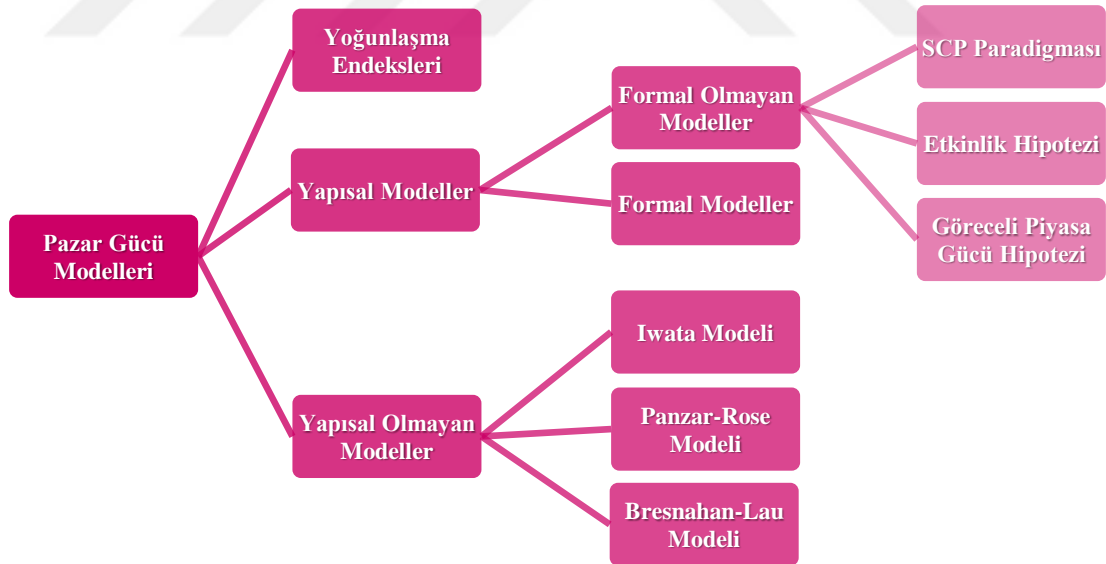 Pazar Gücü
Modelleri
Yoğunlaşma
Endeksleri
Yapısal Modeller
Formal Olmayan
Modeller
SCP Paradigması
Etkinlik Hipotezi
Göreceli Piyasa
Gücü Hipotezi
Formal Modeller
Yapısal Olmayan
Modeller
Iwata Modeli
Panzar-Rose
Modeli
Bresnahan-Lau
Modeli